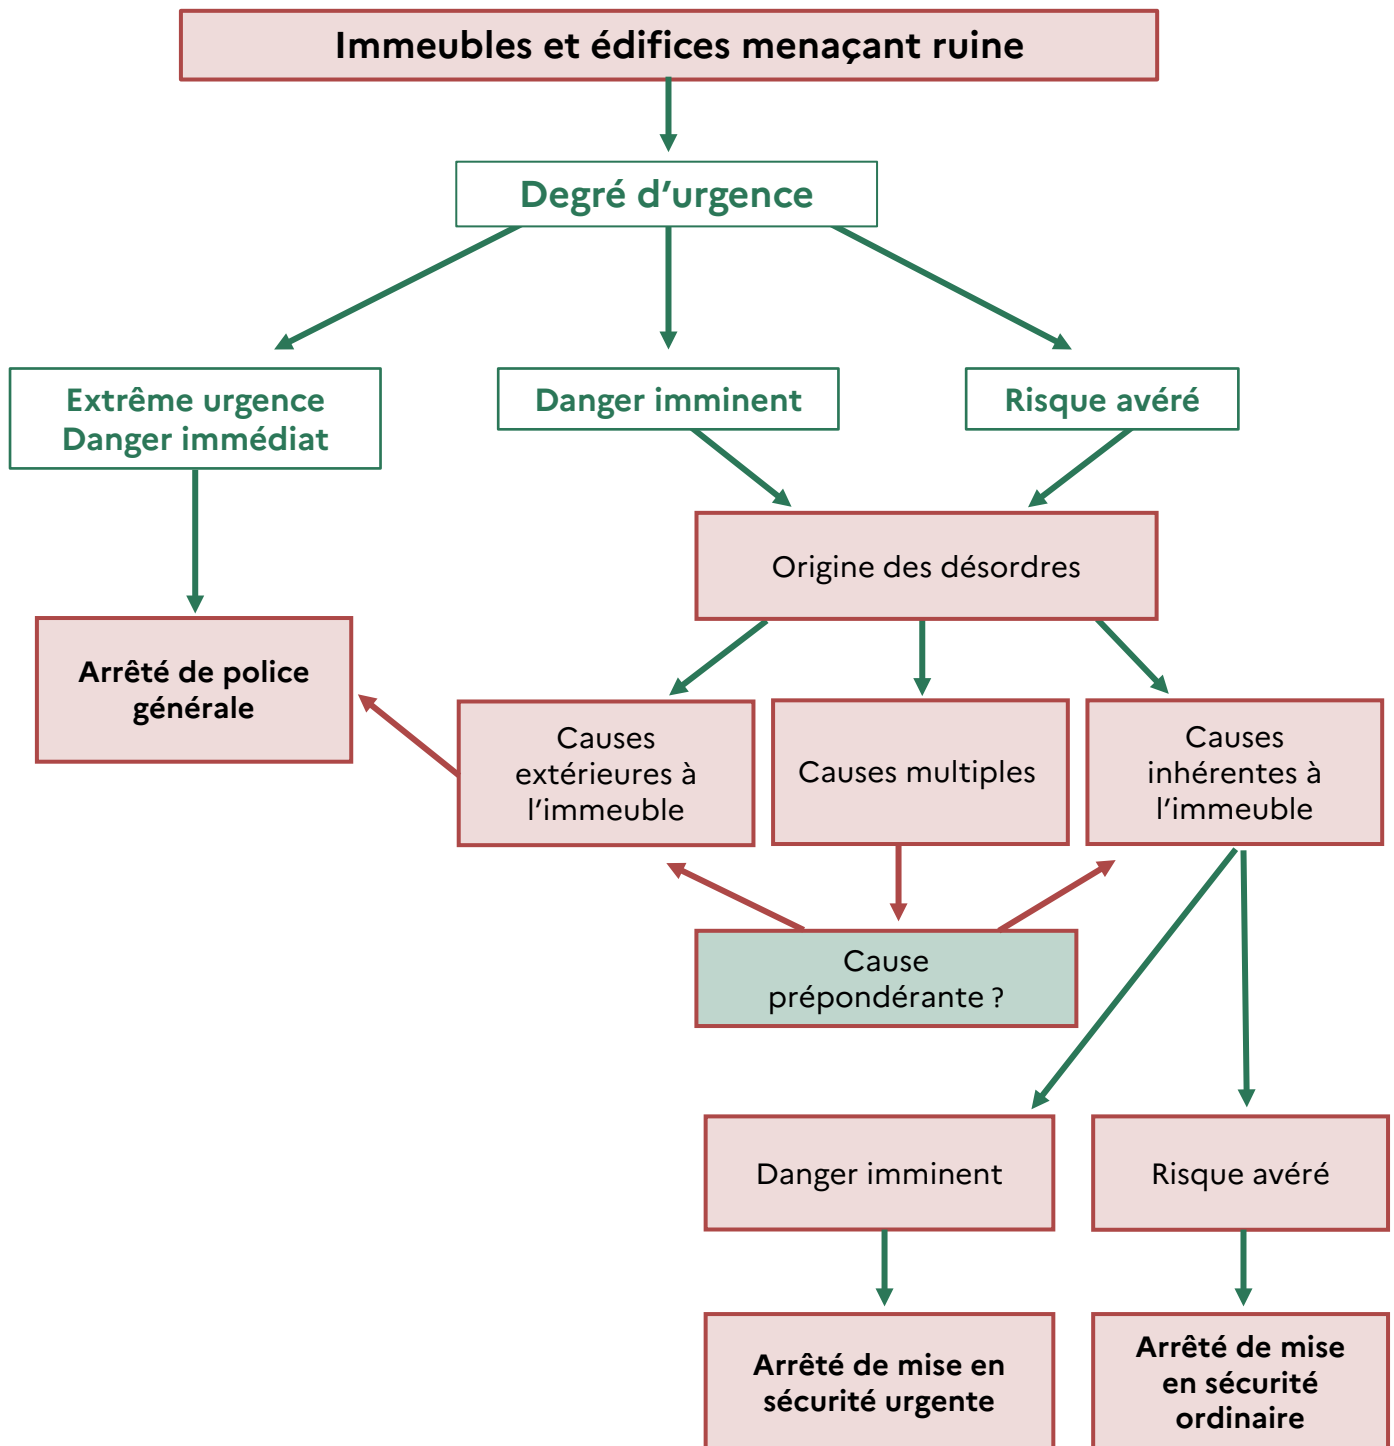 Immeubles et édifices menaçant ruine
Degré d’urgence
Extrême urgence
Danger immédiat
Danger imminent
Risque avéré
Origine des désordres
Arrêté de police
générale
Causes
extérieures à
l’immeuble
Causes multiples
Causes
inhérentes à
l’immeuble
Cause
prépondérante ?
Danger imminent
Risque avéré
Arrêté de mise en
sécurité urgente
Arrêté de mise
en sécurité
ordinaire